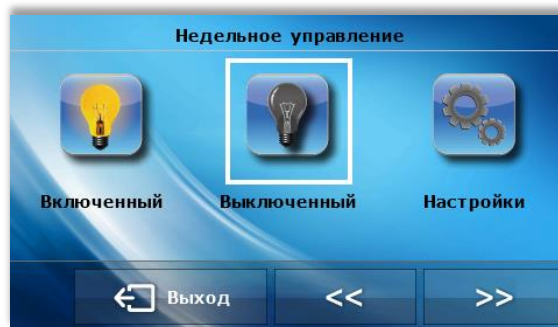 Недельное управление
Включенный Выключенный Настройки
Выход << >>